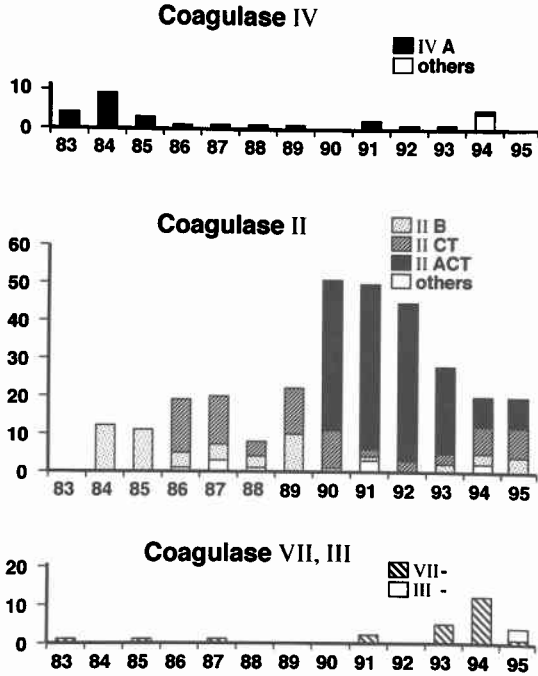 Coagulase IV
IV A
others
10
0
83 84 85 86 87 88 89 90 91 92 93 94 95
Coagulase II
II B
II CT
II ACT
others
60
50
40
30
20
10
0
83 84 85 86 87 88 89 90 91 92 93 94 95
Coagulase VII, III
VII-
III -
20
10
0
83 84 85 86 87 88 89 90 91 92 93 94 95